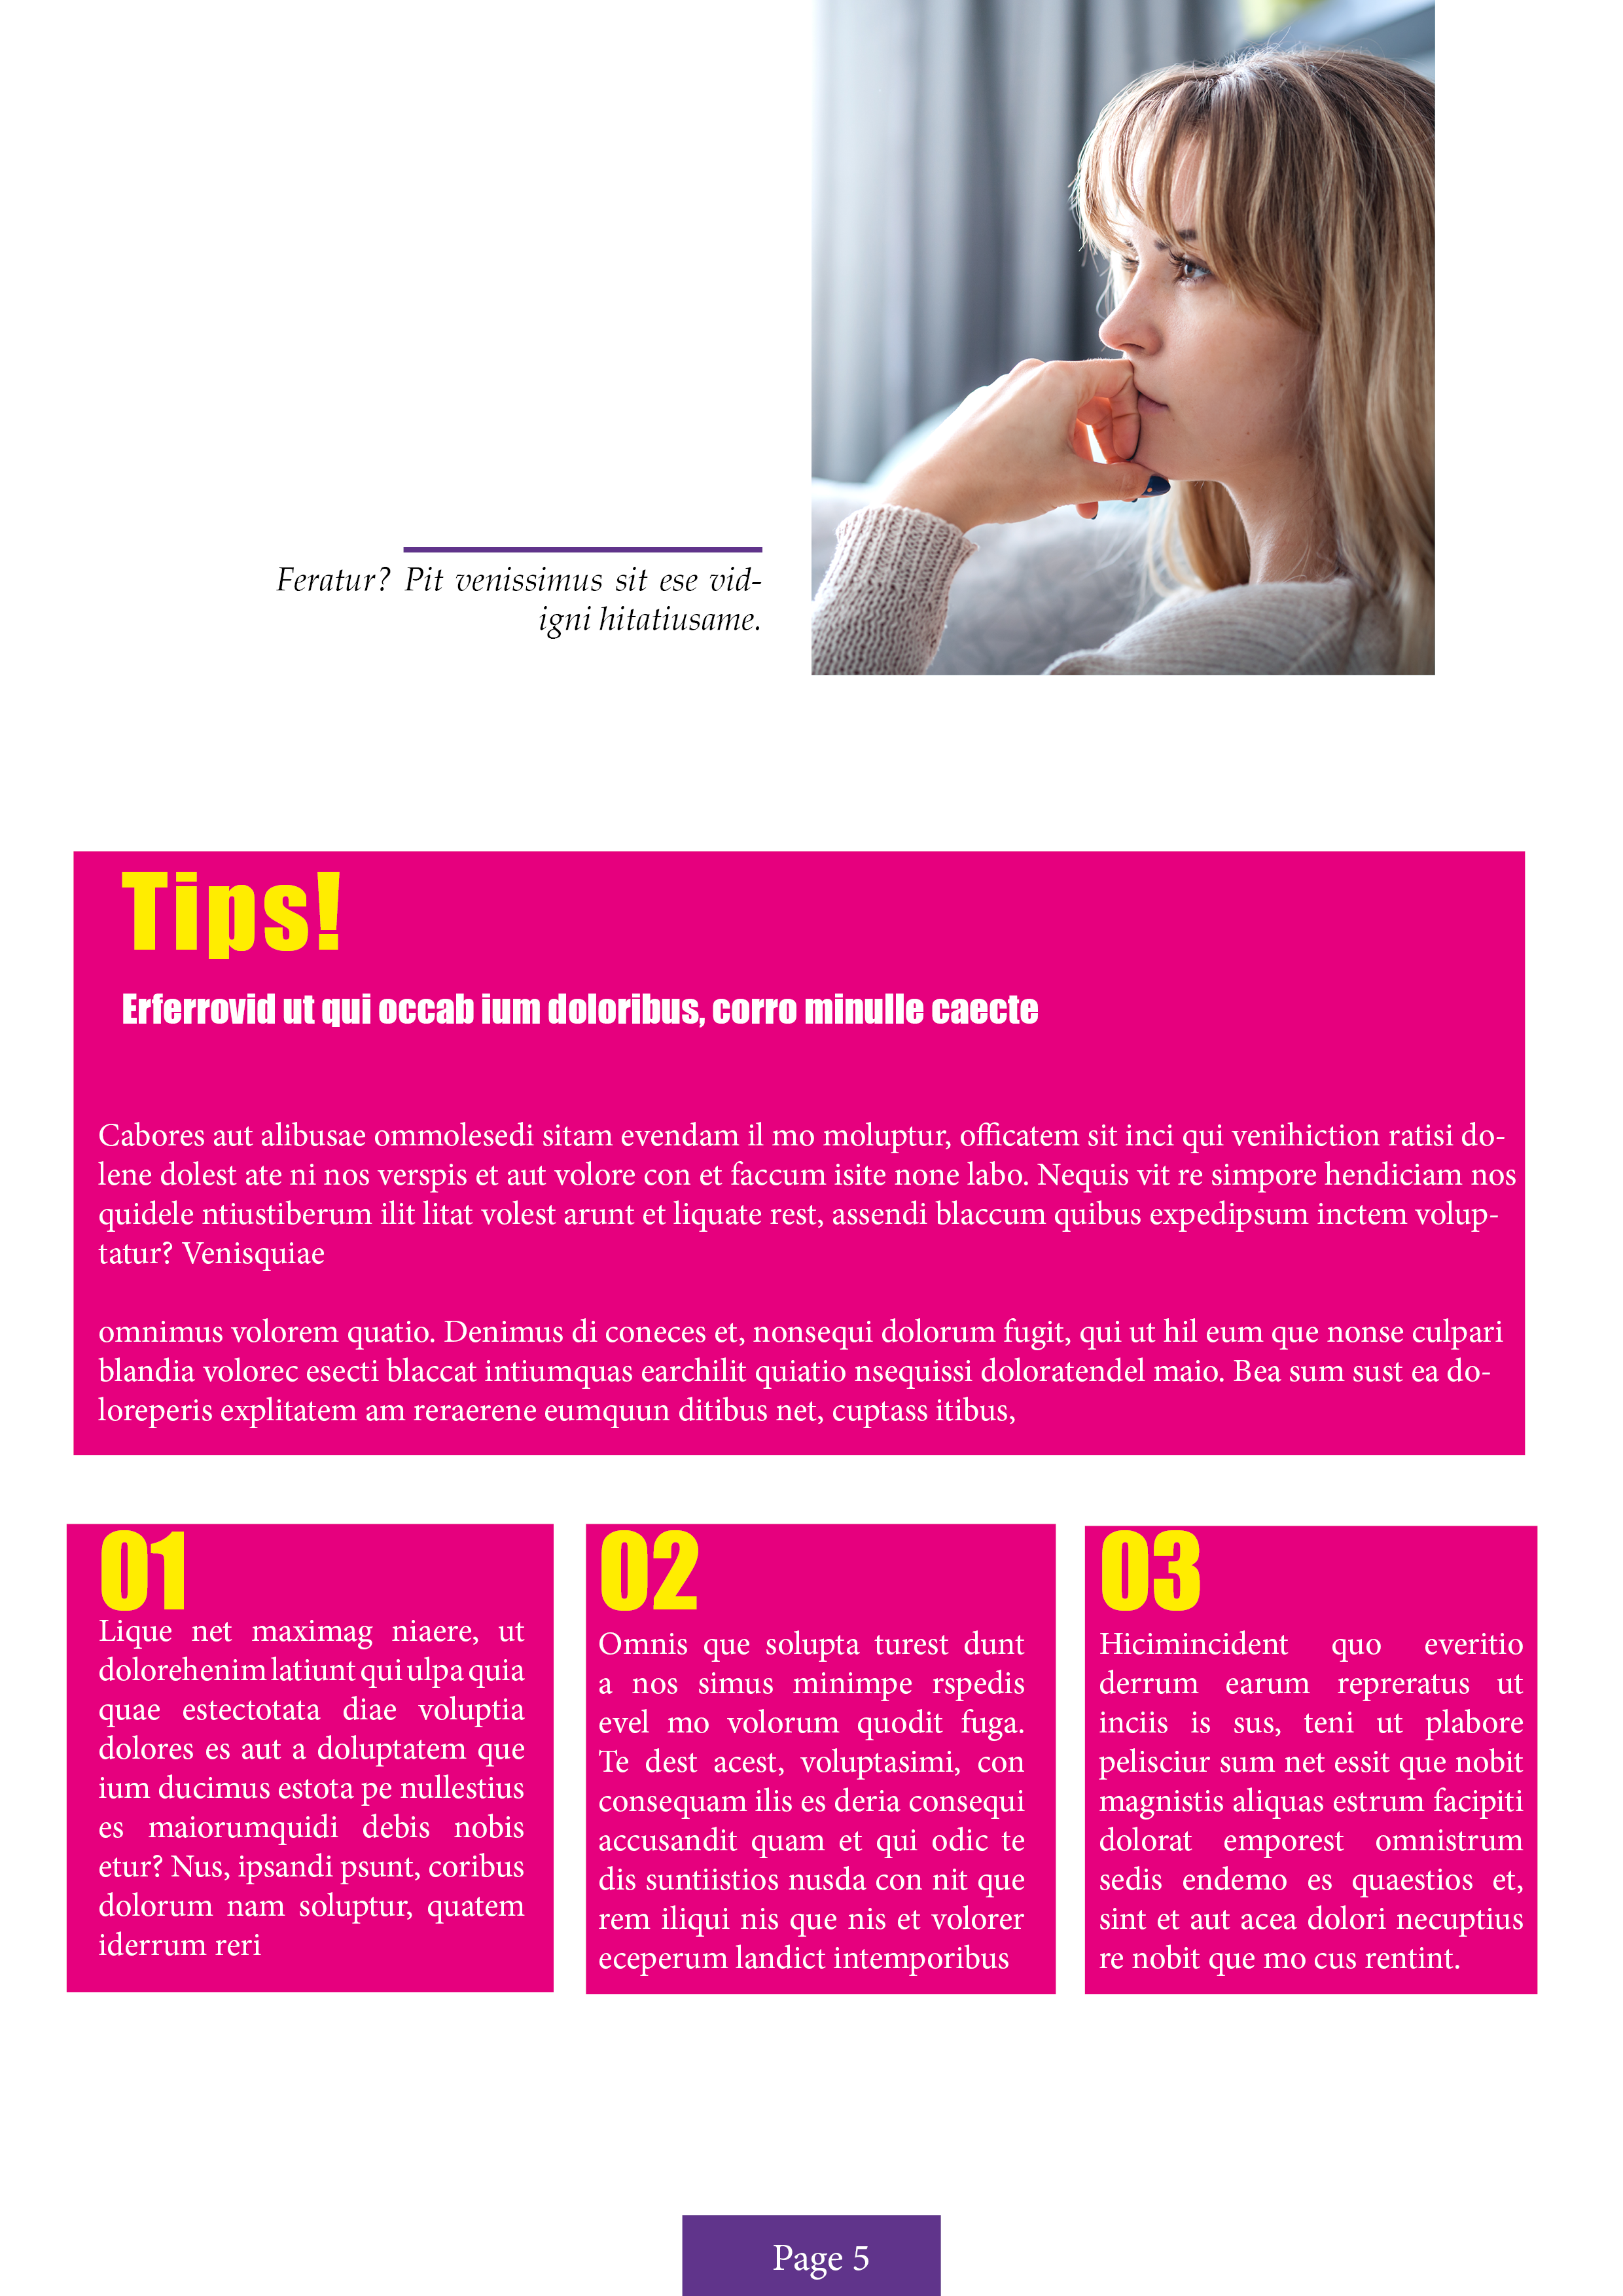 Feratur? Pit venissimus sit ese vid-
igni hitatiusame.
Tips!
Erferrovid ut qui occab ium doloribus, corro minulle caecte
Cabores aut alibusae ommolesedi sitam evendam il mo moluptur, officatem sit inci qui venihiction ratisi do-
lene dolest ate ni nos verspis et aut volore con et faccum isite none labo. Nequis vit re simpore hendiciam nos
quidele ntiustiberum ilit litat volest arunt et liquate rest, assendi blaccum quibus expedipsum inctem volup-
tatur? Venisquiae
omnimus volorem quatio. Denimus di coneces et, nonsequi dolorum fugit, qui ut hil eum que nonse culpari
blandia volorec esecti blaccat intiumquas earchilit quiatio nsequissi doloratendel maio. Bea sum sust ea do-
loreperis explitatem am reraerene eumquun ditibus net, cuptass itibus,
01
Lique net maximag niaere, ut
dolorehenim latiunt qui ulpa quia
quae estectotata diae voluptia
dolores es aut a doluptatem que
ium ducimus estota pe nullestius
es maiorumquidi debis nobis
etur? Nus, ipsandi psunt, coribus
dolorum nam soluptur, quatem
iderrum reri
02
Omnis que solupta turest dunt
a nos simus minimpe rspedis
evel mo volorum quodit fuga.
Te dest acest, voluptasimi, con
consequam ilis es deria consequi
accusandit quam et qui odic te
dis suntiistios nusda con nit que
rem iliqui nis que nis et volorer
eceperum landict intemporibus
03
Hicimincident quo everitio
derrum earum repreratus ut
inciis is sus, teni ut plabore
pelisciur sum net essit que nobit
magnistis aliquas estrum facipiti
dolorat emporest omnistrum
sedis endemo es quaestios et,
sint et aut acea dolori necuptius
re nobit que mo cus rentint.
Page 5